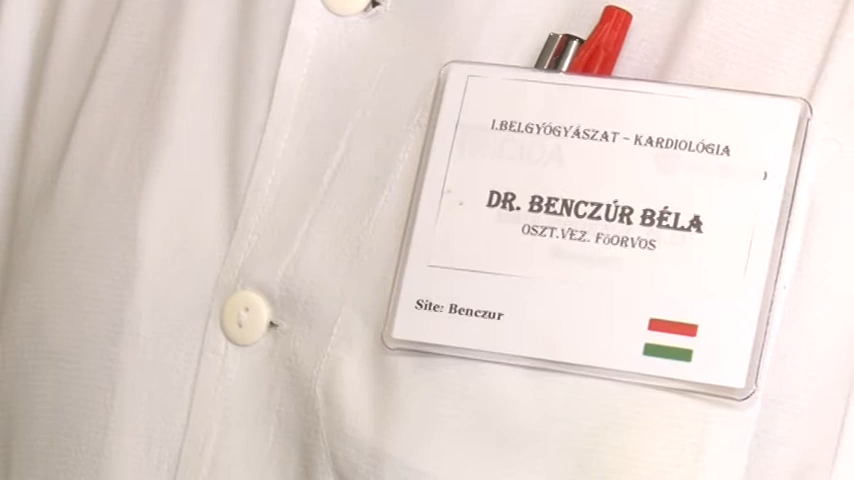 I.BELGYÓGYÁSZAT - KARDIOLÓGIA
DR. BENCZÚR BÉLA
OSZT.VEZ. FőORVOS
Site: Benczur